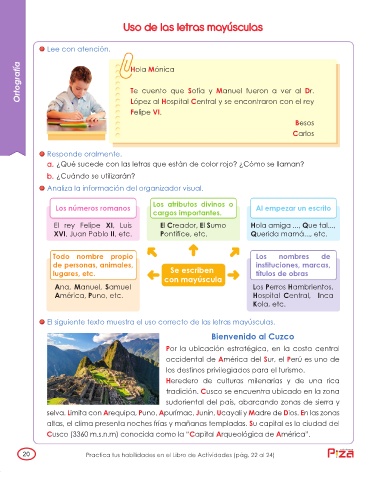 Uso de las letras mayúsculas
Ortografía
Lee con atención.
Hola Mónica
Te cuento que Sofía y Manuel fueron a ver al Dr.
López al Hospital Central y se encontraron con el rey
Felipe VI.
Besos
Carlos
Responde oralmente.
a. ¿Qué sucede con las letras que están de color rojo? ¿Cómo se llaman?
b. ¿Cuándo se utilizarán?
Analiza la información del organizador visual.
Los números romanos
El rey Felipe XI, Luis
XVI, Juan Pablo II, etc.
Los atributos divinos o
cargos importantes.
El Creador, El Sumo
Pontífice, etc.
Al empezar un escrito
Hola amiga ..., Que tal...,
Querida mamá..., etc.
Todo nombre propio
de personas, animales,
lugares, etc.
Ana, Manuel, Samuel
América, Puno, etc.
Se escriben
con mayúscula
Los nombres de
instituciones, marcas,
títulos de obras
Los Perros Hambrientos,
Hospital Central, Inca
Kola, etc.
El siguiente texto muestra el uso correcto de las letras mayúsculas.
Bienvenido al Cuzco
Por la ubicación estratégica, en la costa central
occidental de América del Sur, el Perú es uno de
los destinos privilegiados para el turismo.
Heredero de culturas milenarias y de una rica
tradición, Cusco se encuentra ubicado en la zona
sudoriental del país, abarcando zonas de sierra y
selva. Limita con Arequipa, Puno, Apurímac, Junín, Ucayali y Madre de Dios. En las zonas
altas, el clima presenta noches frías y mañanas templadas. Su capital es la ciudad del
Cusco (3360 m.s.n.m) conocida como la "Capital Arqueológica de América".
20
Practica tus habilidades en el Libro de Actividades (pág. 22 al 24)
Piza